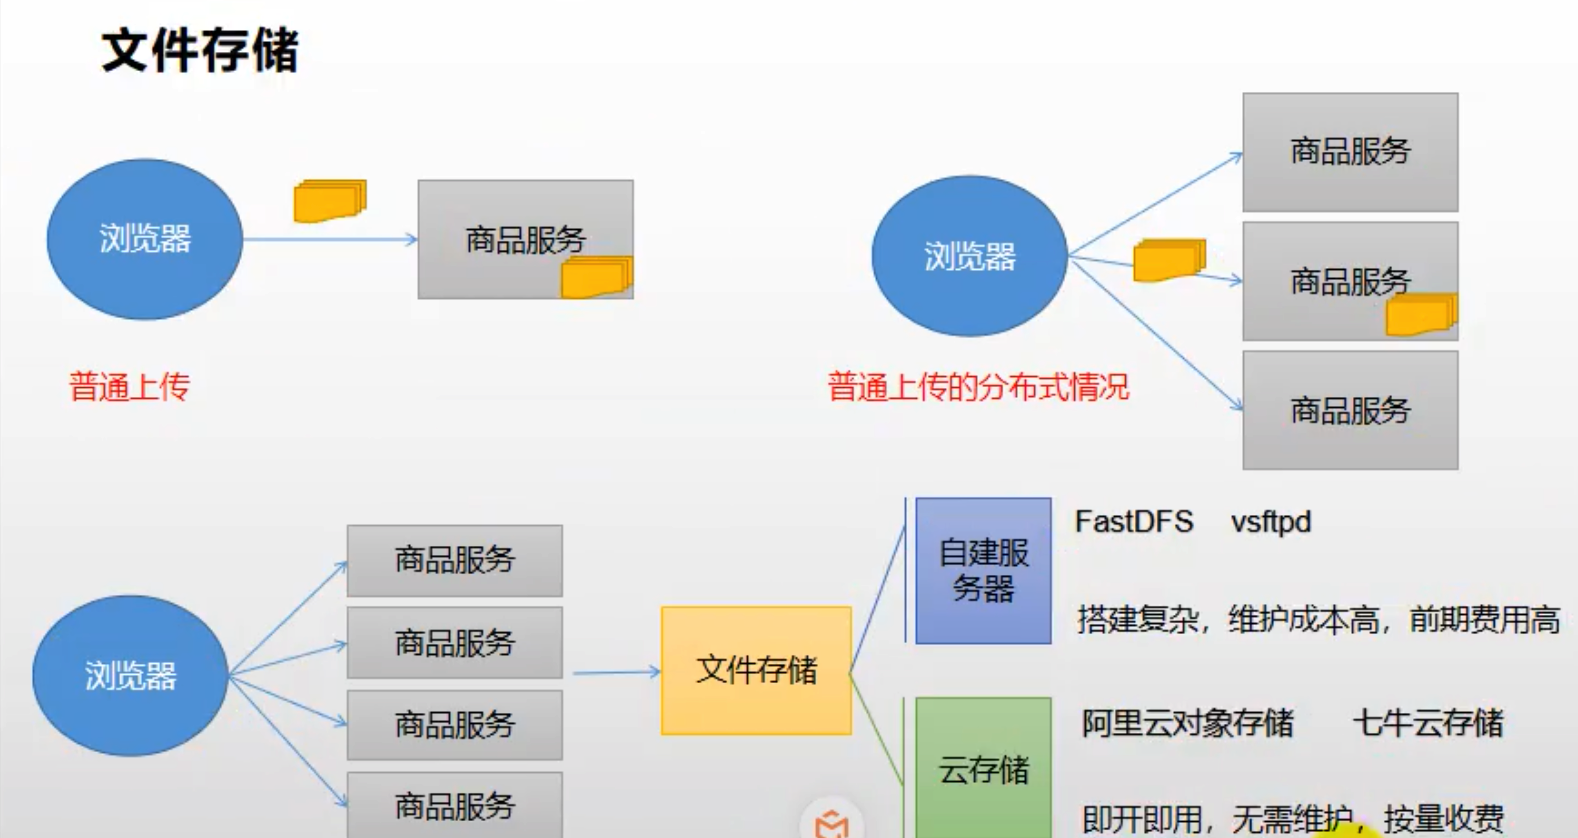 文件存储
浏览器
商品服务
普通上传
浏览器
商品服务
商品服务
商品服务
普通上传的分布式情况
浏览器
商品服务
商品服务
商品服务
商品服务
文件存储
自建服
务器
FastDFS vsftpd
搭建复杂，维护成本高，前期费用高
云存储
阿里云对象存储 七牛云存储
即开即用，无需维护，按量收费